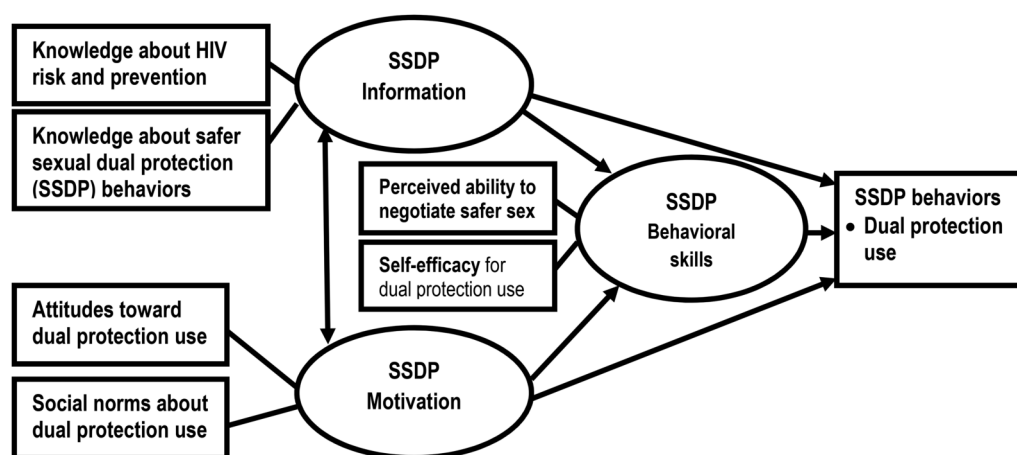 Knowledge about HIV
risk and prevention
Knowledge about safer
sexual dual protection
(SSDP) behaviors
SSDP
Information
Perceived ability to
negotiate safer sex
Self-efficacy for
dual protection use
SSDP
Behavioral
skills
SSDP behaviors
• Dual protection
use
Attitudes toward
dual protection use
Social norms about
dual protection use
SSDP
Motivation